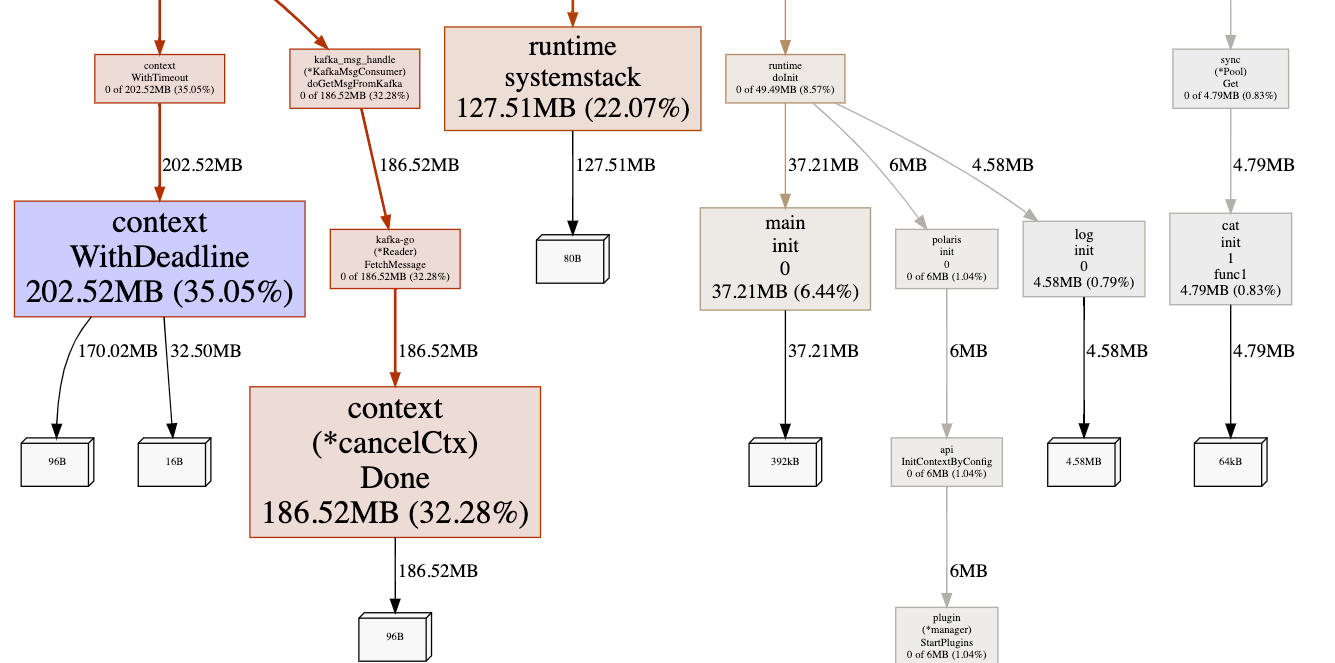 context
WithTimeout
0 of 202.52MB (35.05%)
202.52MB
context
WithDeadline
202.52MB (35.05%)
170.02MB
32.50MB
96B
16B
kafka_msg_handle
(*KafkaMsgConsumer)
doGetMsgFromKafka
0 of 186.52MB (32.28%)
186.52MB
kafka-go
(*Reader)
FetchMessage
0 of 186.52MB (32.28%)
186.52MB
context
(*cancelCtx)
Done
186.52MB (32.28%)
186.52MB
96B
runtime
systemstack
127.51MB (22.07%)
127.51MB
80B
runtime
doInit
0 of 49.49MB (8.57%)
37.21MB
6MB
4.58MB
main
init
0
37.21MB (6.44%)
37.21MB
392kB
polaris
init
0
0 of 6MB (1.04%)
6MB
api
InitContextByConfig
0 of 6MB (1.04%)
6MB
plugin
(*manager)
StartPlugins
0 of 6MB (1.04%)
log
init
0
4.58MB (0.79%)
4.58MB
4.58MB
sync
(*Pool)
Get
0 of 4.79MB (0.83%)
4.79MB
cat
init
1
func1
4.79MB (0.83%)
4.79MB
64kB